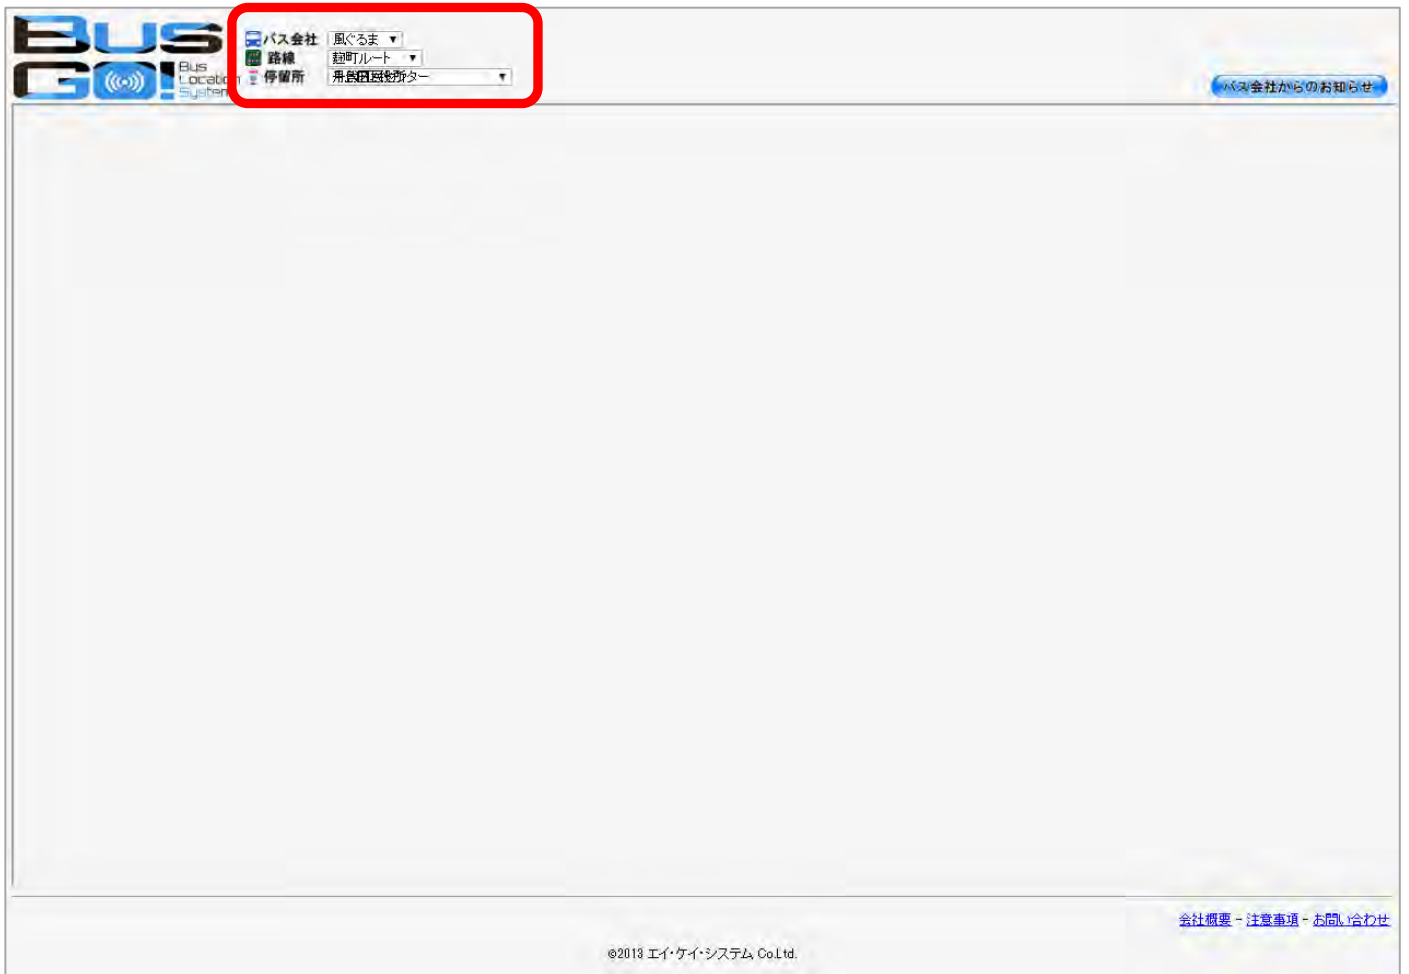 Bus
GO!
Bus
Location
System
バス会社 風ぐるま
路線 麹町ルート
停留所
バス会社からのお知らせ
会社概要 - 注意事項 - お問い合わせ
©2013 エイ・ケイ・システム Co.Ltd.